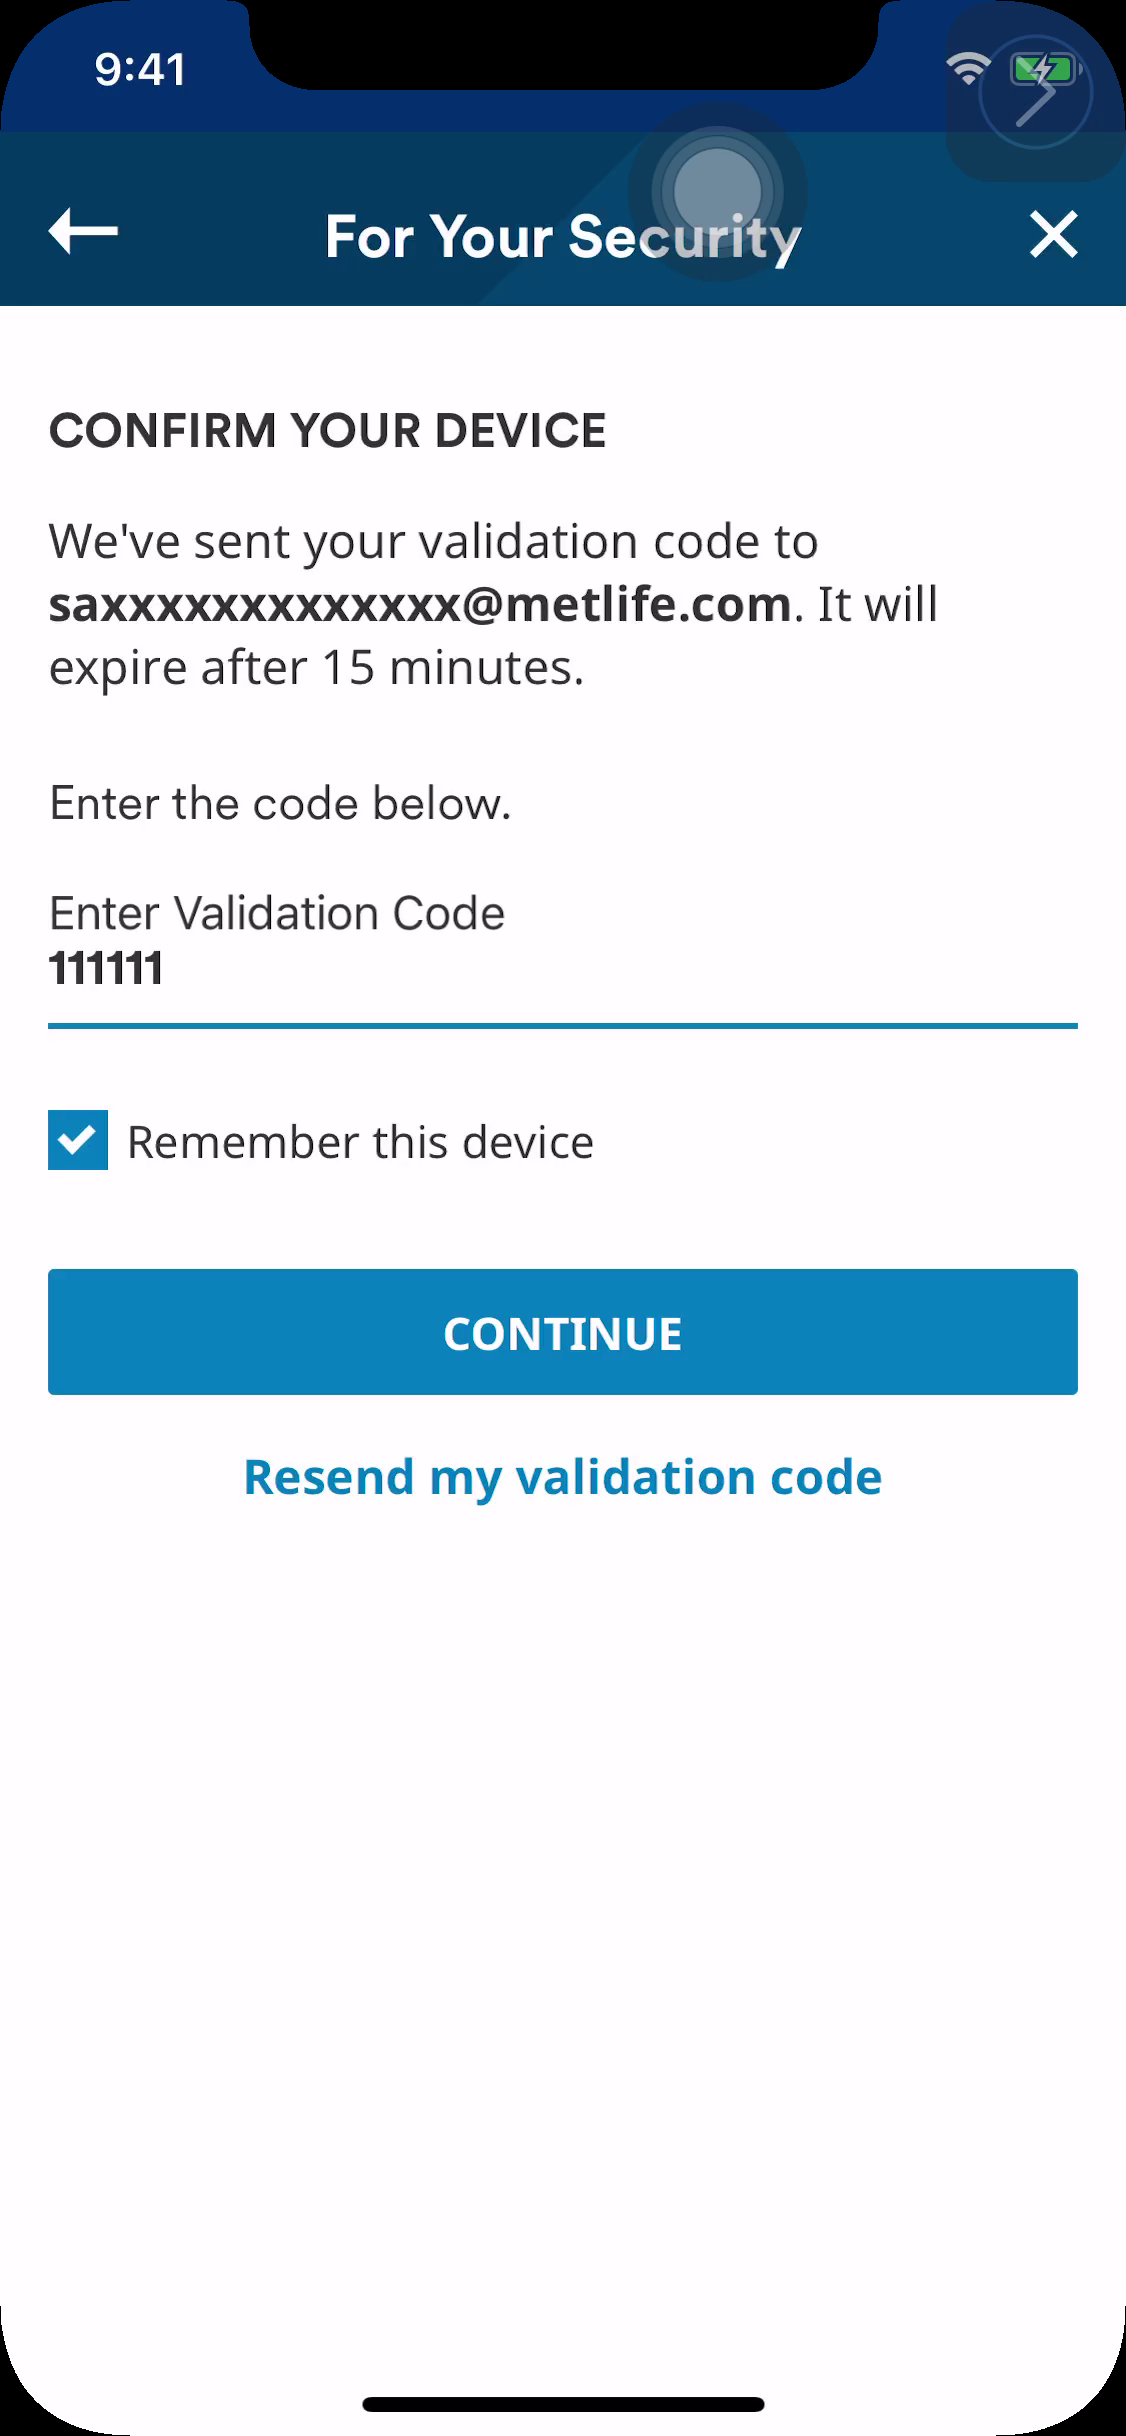 9:41
For Your Security
CONFIRM YOUR DEVICE
We've sent your validation code to
saxxxxxxxxxxxxx@metlife.com. It will
expire after 15 minutes.
Enter the code below.
Enter Validation Code
111111
Remember this device
CONTINUE
Resend my validation code